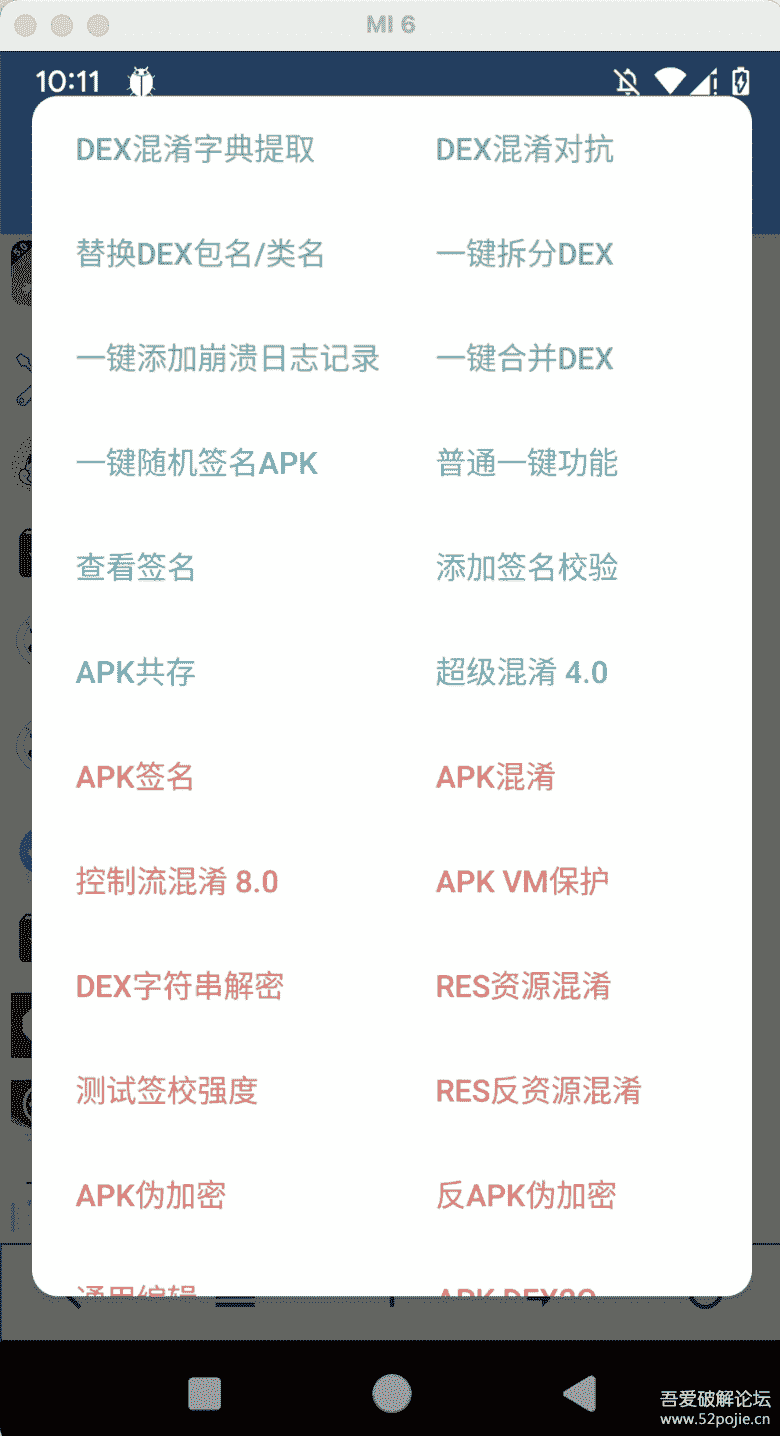 MI 6
10:11
DEX混淆字典提取 DEX混淆对抗
替换DEX包名/类名 一键拆分DEX
一键添加崩溃日志记录 一键合并DEX
一键随机签名APK 普通一键功能
查看签名 添加签名校验
APK共存 超级混淆 4.0
APK签名 APK混淆
控制流混淆 8.0 APK VM保护
DEX字符串解密 RES资源混淆
测试签校强度 RES反资源混淆
APK伪加密 反APK伪加密
通用编辑
吾爱破解论坛
www.52pojie.cn